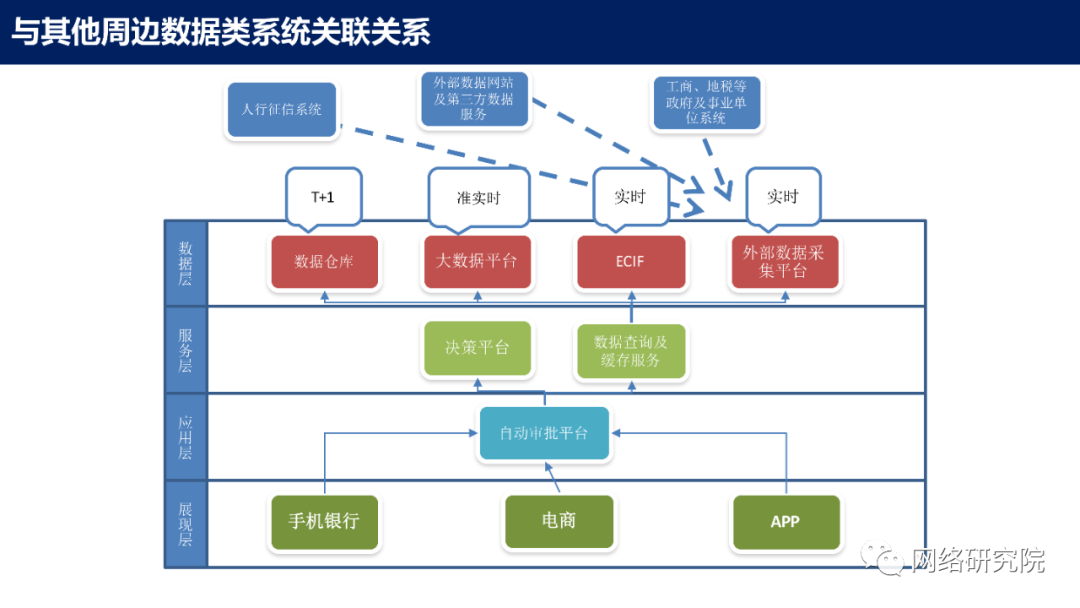 与其他周边数据类系统关联关系
人行征信系统
外部数据网站
及第三方数据
服务
工商、地税等
政府及事业单
位系统
T+1
准实时
实时
实时
数据层
数据仓库
大数据平台
ECIF
外部数据采
集平台
服务层
决策平台
数据查询及
缓存服务
应用层
自动审批平台
展现层
手机银行
电商
APP
网络研究院